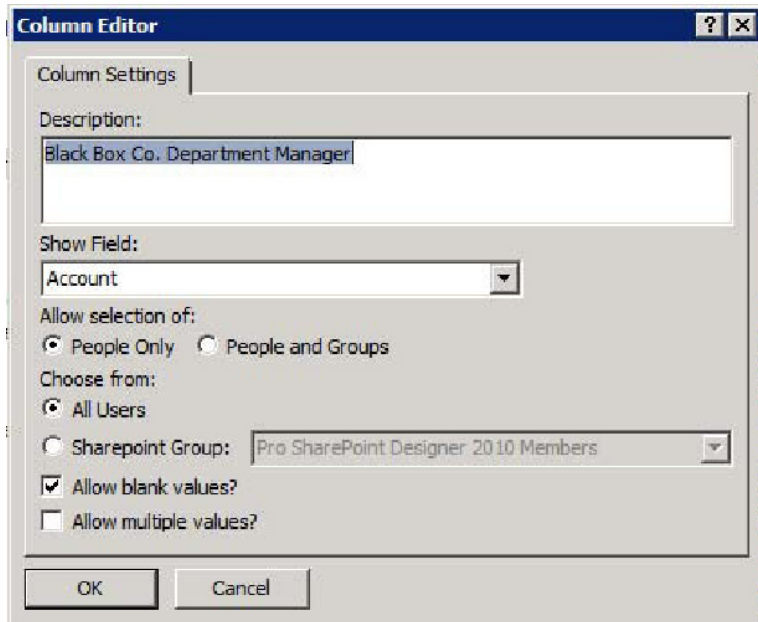 Column Editor
Column Settings
Description:
Black Box Co. Department Manager
Show Field:
Account
Allow selection of:
People Only People and Groups
Choose from:
All Users
Sharepoint Group: Pro SharePoint Designer 2010 Members
Allow blank values?
Allow multiple values?
OK Cancel